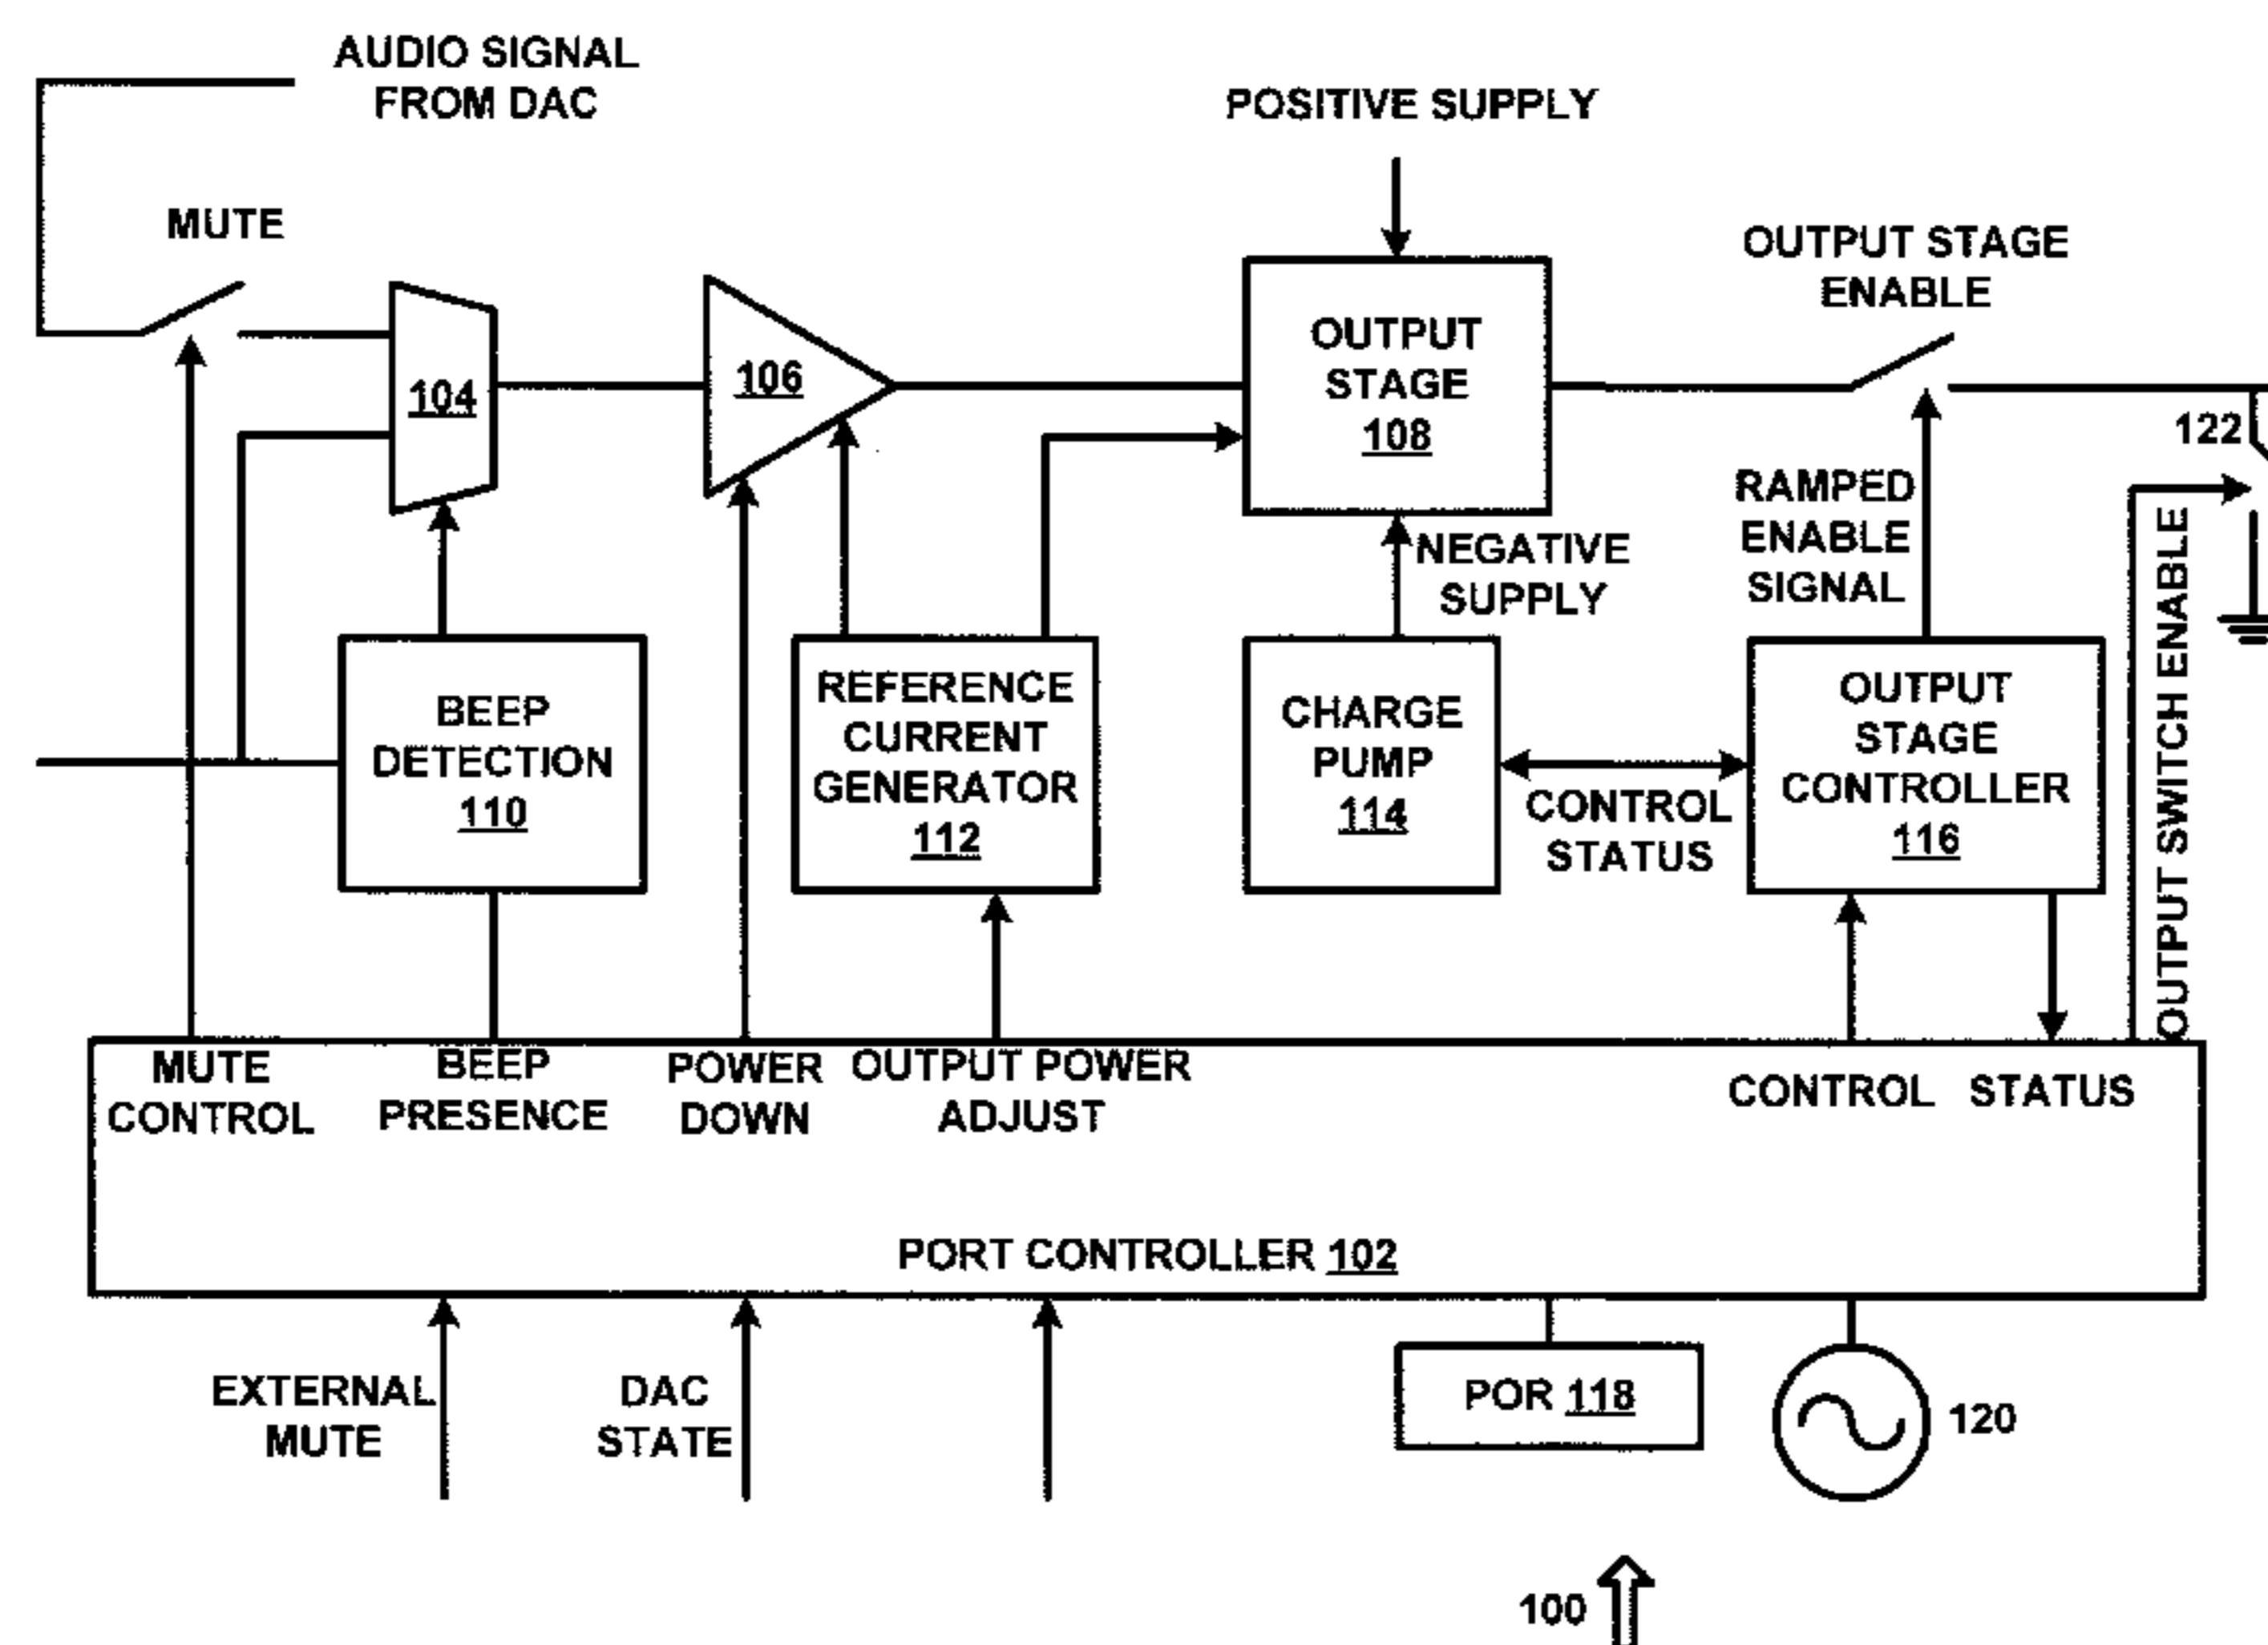 AUDIO SIGNAL
FROM DAC
POSITIVE SUPPLY
MUTE
OUTPUT STAGE
ENABLE
104
106
OUTPUT
STAGE
108
122
RAMPED
ENABLE
SIGNAL
NEGATIVE
SUPPLY
OUTPUT SWITCH ENABLE
BEEP
DETECTION
110
REFERENCE
CURRENT
GENERATOR
112
CHARGE
PUMP
114
CONTROL
STATUS
OUTPUT
STAGE
CONTROLLER
116
MUTE
CONTROL
BEEP
PRESENCE
POWER
DOWN
OUTPUT POWER
ADJUST
CONTROL
STATUS
PORT CONTROLLER 102
EXTERNAL
MUTE
DAC
STATE
POR 118
120
100